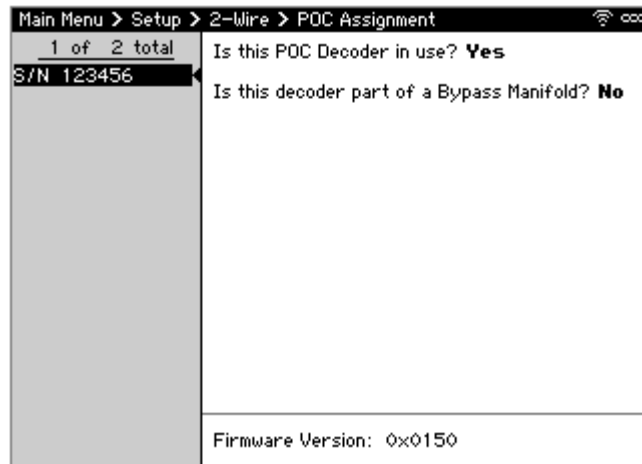 Main Menu > Setup > 2-Wire > POC Assignment
1 of 2 total
S/N 123456
Is this POC Decoder in use? Yes
Is this decoder part of a Bypass Manifold? No
Firmware Version: 0x0150